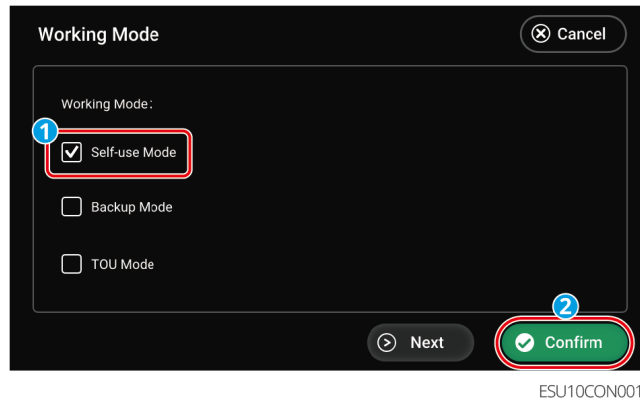 Working Mode
Cancel
Working Mode:
1
Self-use Mode
Backup Mode
TOU Mode
2
Next
Confirm
ESU10CON001